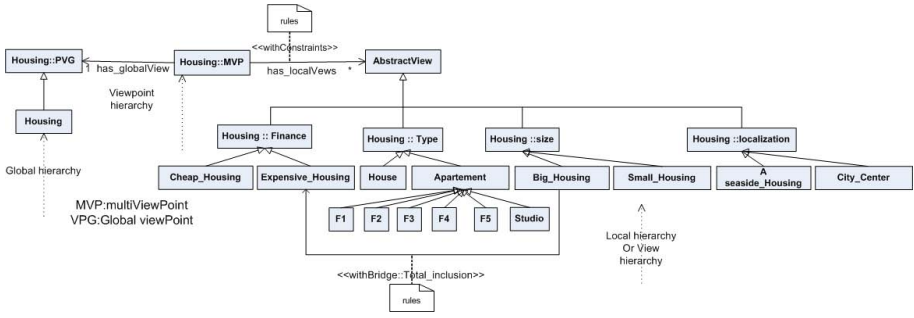 rules
<<withConstraints>>
Housing::PVG
1
has_globalView
Housing::MVP
has_localVews
*
AbstractView
Viewpoint
hierarchy
Housing
Housing :: Finance
Housing :: Type
Housing ::size
Housing ::localization
Global hierarchy
Cheap_Housing
Expensive_Housing
House
Apartement
Big_Housing
Small_Housing
A
seaside_Housing
City_Center
MVP:multiViewPoint
VPG:Global viewPoint
F1
F2
F3
F4
F5
Studio
Local hierarchy
Or View
hierarchy
<<withBridge::Total_inclusion>>
rules